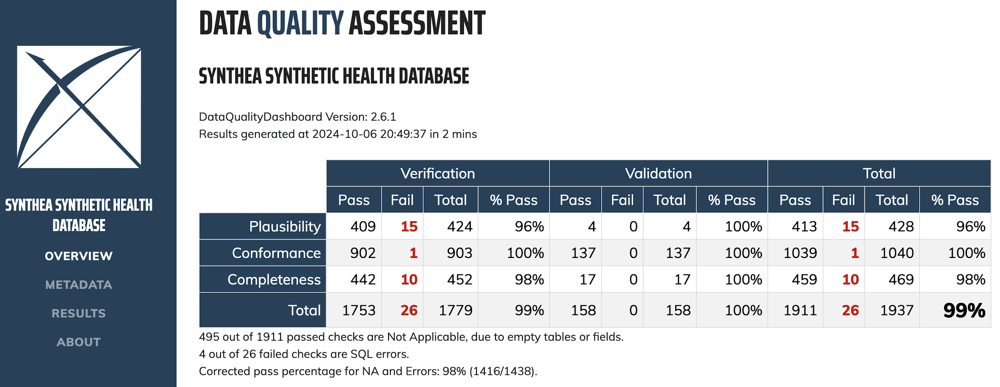 SYNTHEA SYNTHETIC HEALTH
DATABASE
OVERVIEW
METADATA
RESULTS
ABOUT
DATA QUALITY ASSESSMENT
SYNTHEA SYNTHETIC HEALTH DATABASE
DataQualityDashboard Version: 2.6.1
Results generated at 2024-10-06 20:49:37 in 2 mins
Verification Validation Total
Pass Fail Total % Pass Pass Fail Total % Pass Pass Fail Total % Pass
Plausibility 409 15 424 96% 4 0 4 100% 413 15 428 96%
Conformance 902 1 903 100% 137 0 137 100% 1039 1 1040 100%
Completeness 442 10 452 98% 17 0 17 100% 459 10 469 98%
Total 1753 26 1779 99% 158 0 158 100% 1911 26 1937 99%
495 out of 1911 passed checks are Not Applicable, due to empty tables or fields.
4 out of 26 failed checks are SQL errors.
Corrected pass percentage for NA and Errors: 98% (1416/1438).